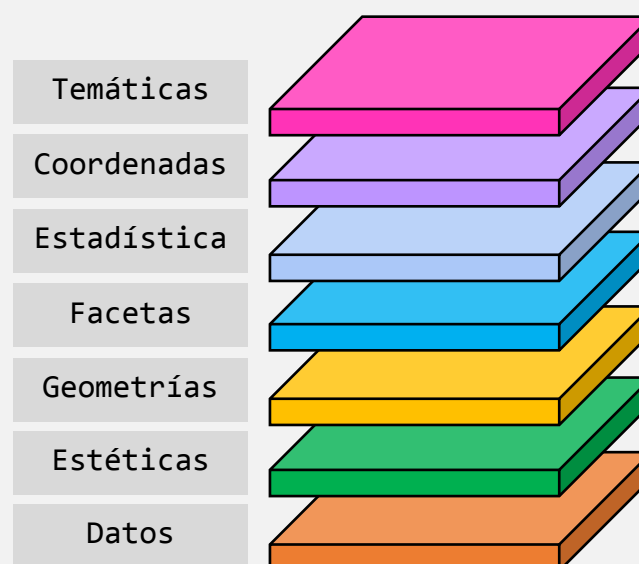 Temáticas
Coordenadas
Estadística
Facetas
Geometrías
Estéticas
Datos